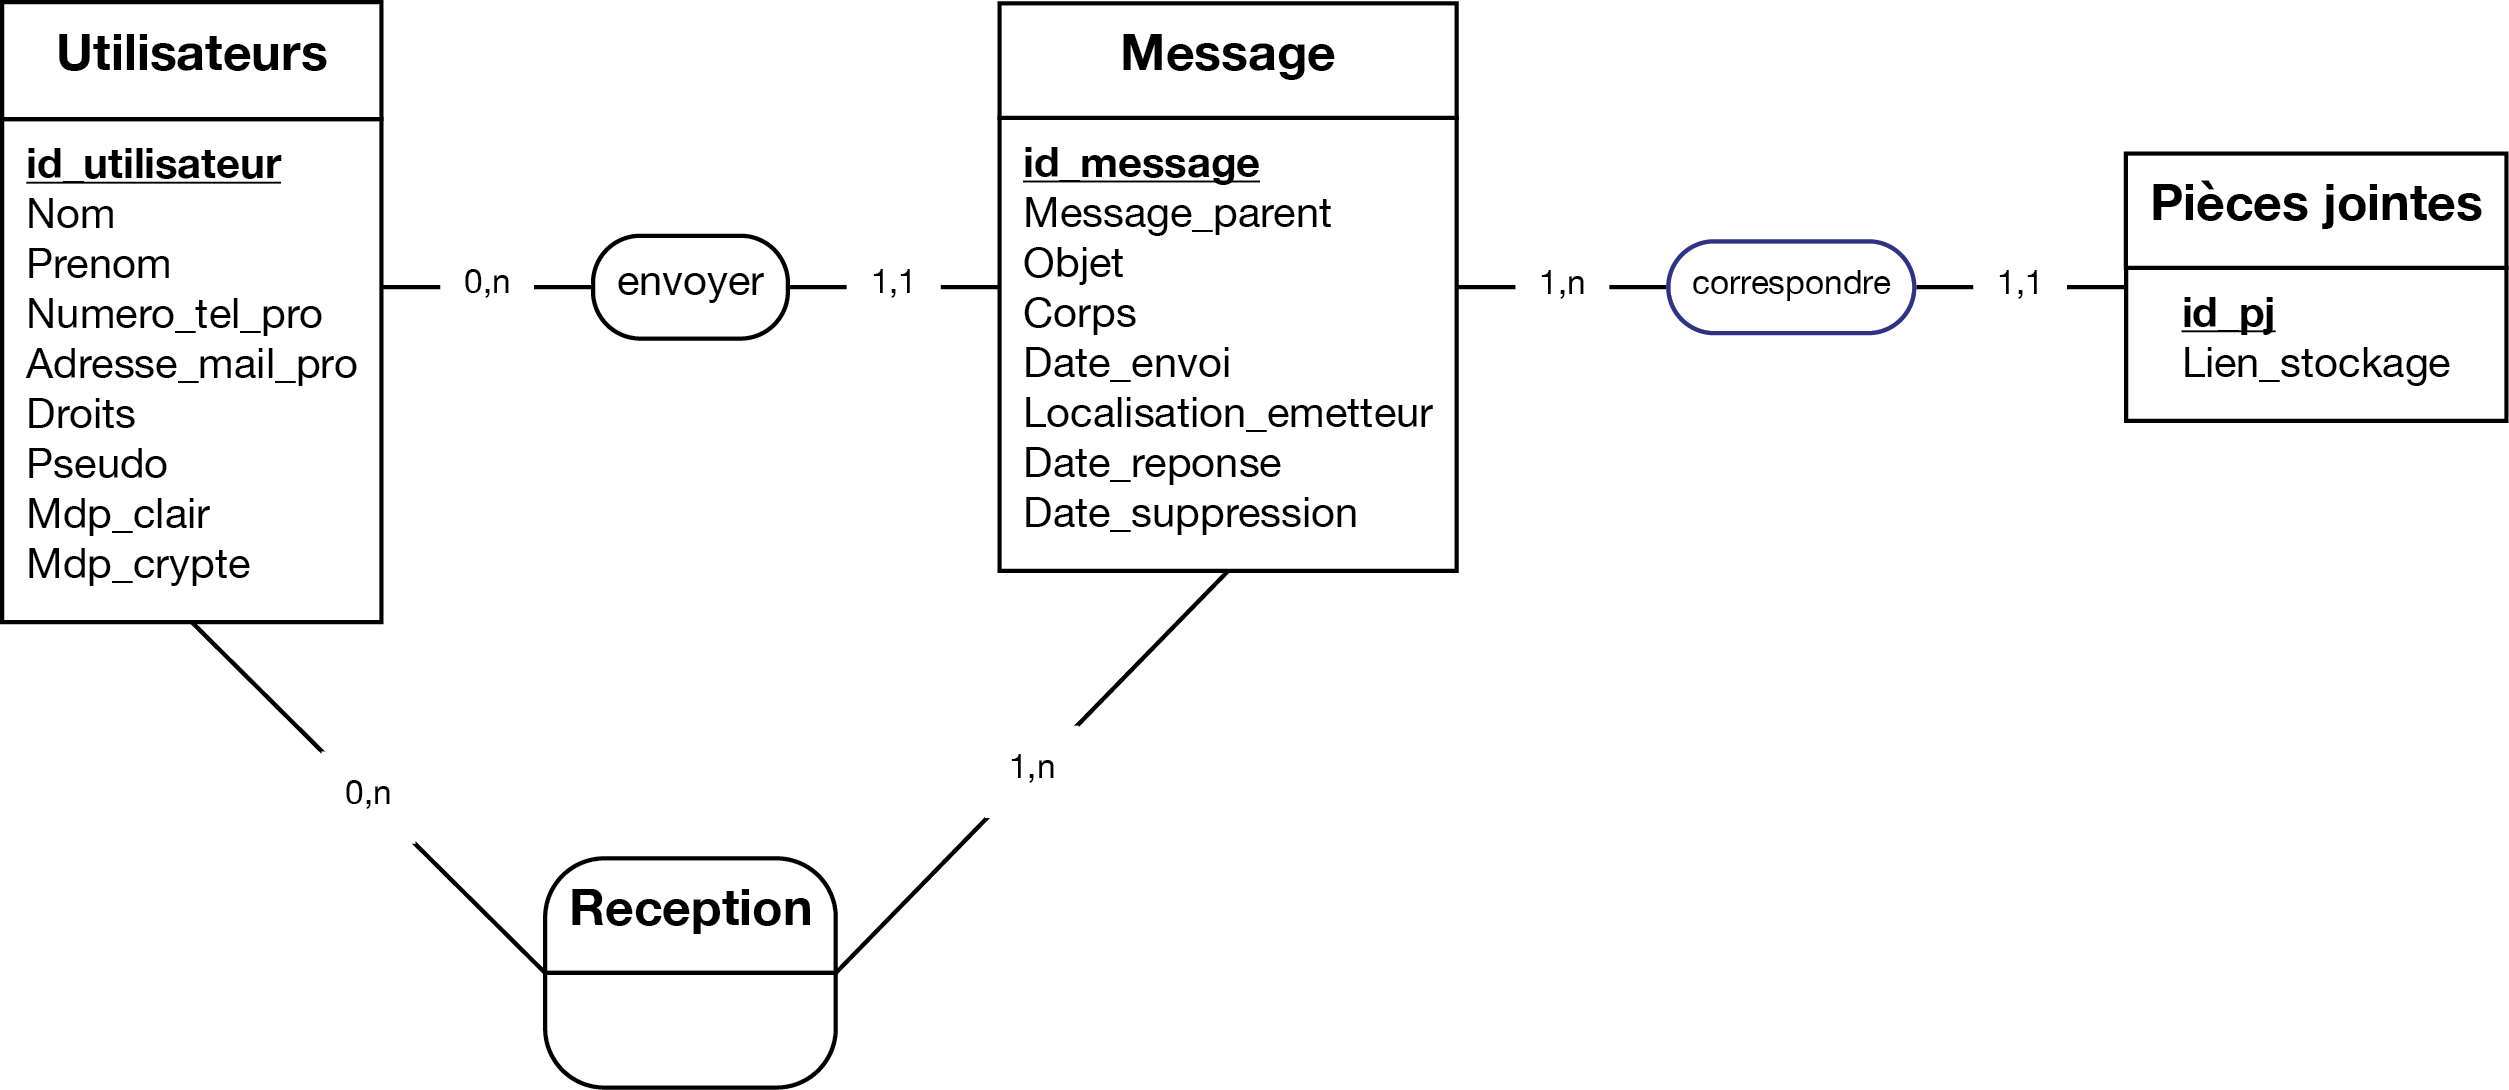 Utilisateurs
id_utilisateur
Nom
Prenom
Numero_tel_pro
Adresse_mail_pro
Droits
Pseudo
Mdp_clair
Mdp_crypte
0,n
envoyer
1,1
Message
id_message
Message_parent
Objet
Corps
Date_envoi
Localisation_emetteur
Date_reponse
Date_suppression
1,n
correspondre
1,1
Pièces jointes
id_pj
Lien_stockage
0,n
1,n
Reception